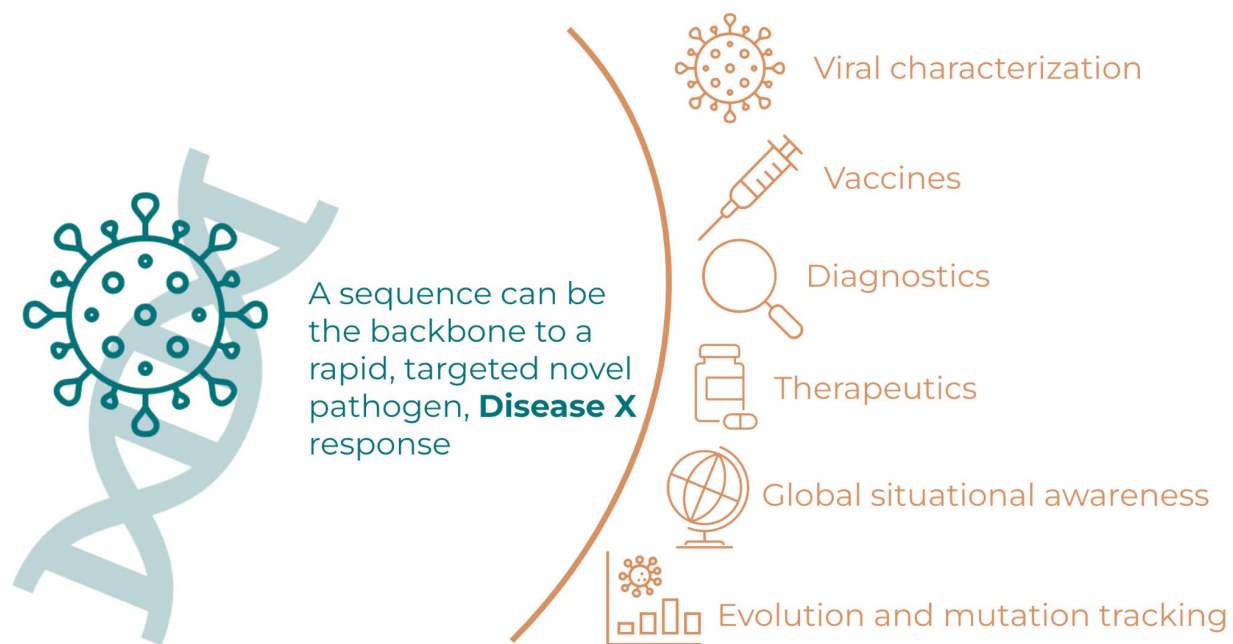 A sequence can be
the backbone to a
rapid, targeted novel
pathogen, Disease X
response
Viral characterization
Vaccines
Diagnostics
Therapeutics
Global situational awareness
Evolution and mutation tracking